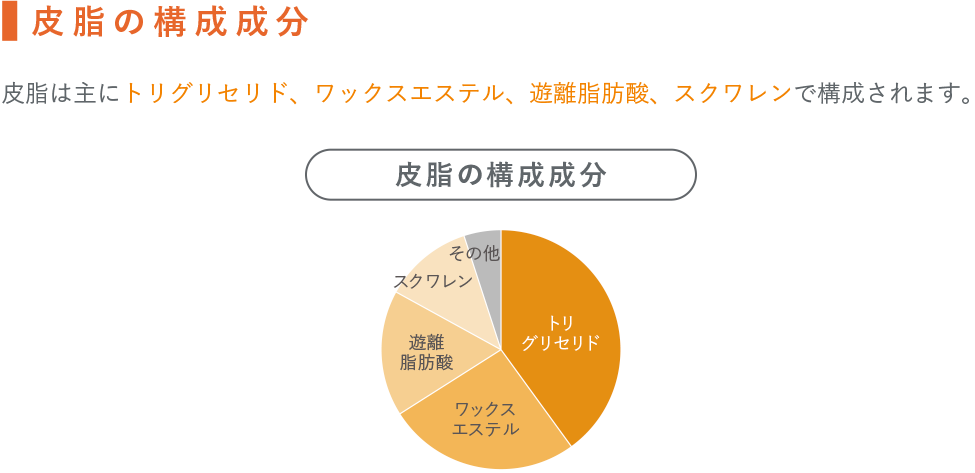 皮脂の構成成分
皮脂は主にトリグリセリド、ワックスエステル、遊離脂肪酸、スクワレンで構成されます。
皮脂の構成成分
その他
スクワレン
トリ
グリセリド
遊離
脂肪酸
ワックス
エステル